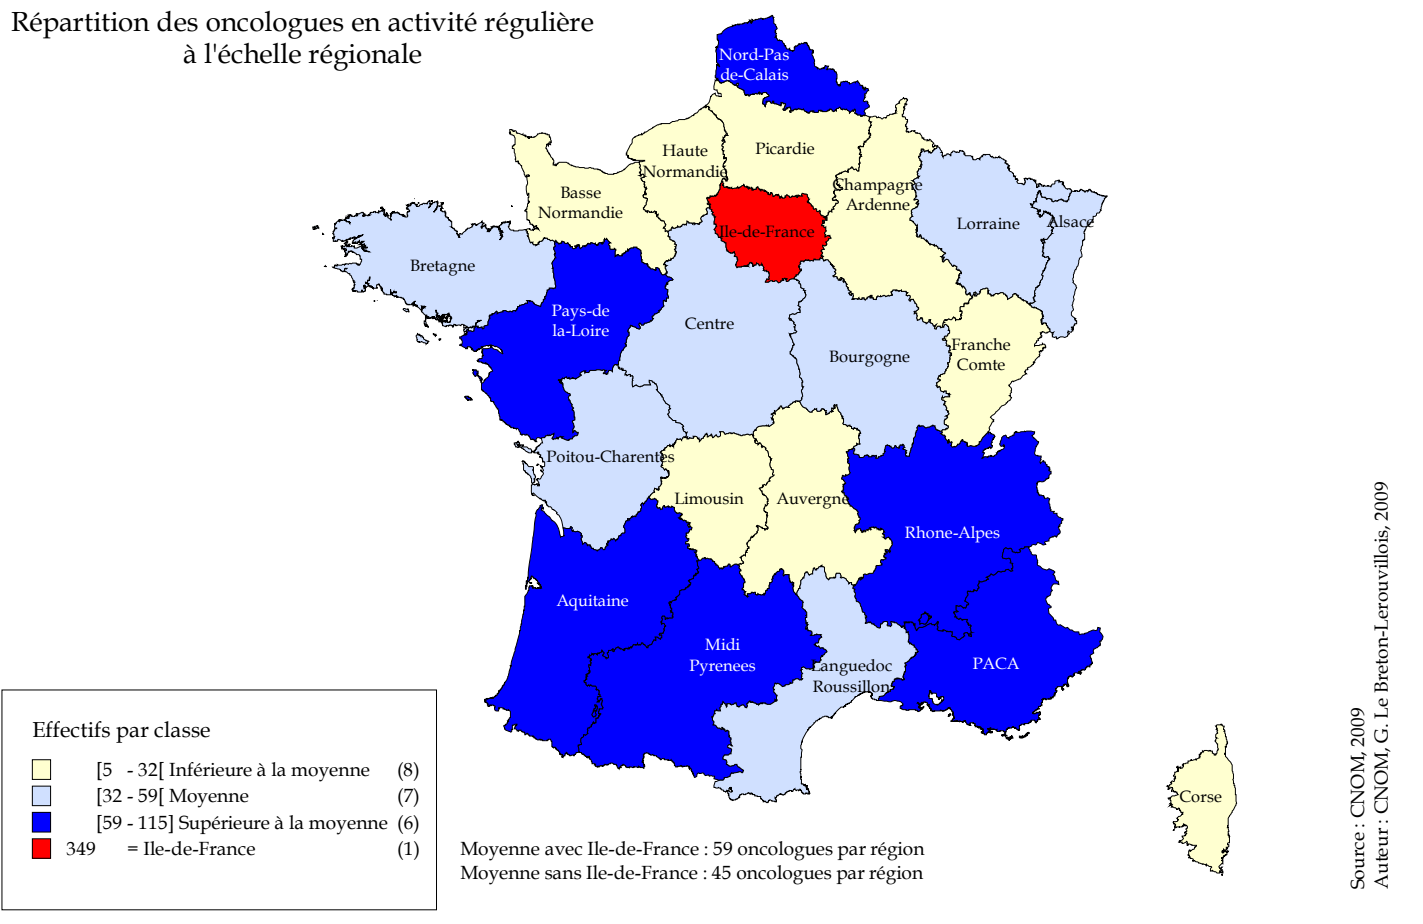 Répartition des oncologues en activité régulière
à l'échelle régionale
Nord-Pas
de-Calais
Haute
Normandie
Picardie
Champagne
Ardenne
Basse
Normandie
Ile-de-France
Lorraine
Alsace
Bretagne
Pays-de
la-Loire
Centre
Bourgogne
Franche
Comte
Poitou-Charentes
Limousin
Auvergne
Rhone-Alpes
Aquitaine
Midi
Pyrenees
Languedoc
Roussillon
PACA
Corse
Effectifs par classe
[5 - 32[ Inférieure à la moyenne (8)
[32 - 59[ Moyenne (7)
[59 - 115] Supérieure à la moyenne (6)
349 = Ile-de-France (1)
Moyenne avec Ile-de-France : 59 oncologues par région
Moyenne sans Ile-de-France : 45 oncologues par région
Source : CNOM, 2009
Auteur : CNOM, G. Le Breton-Lerouvillois, 2009